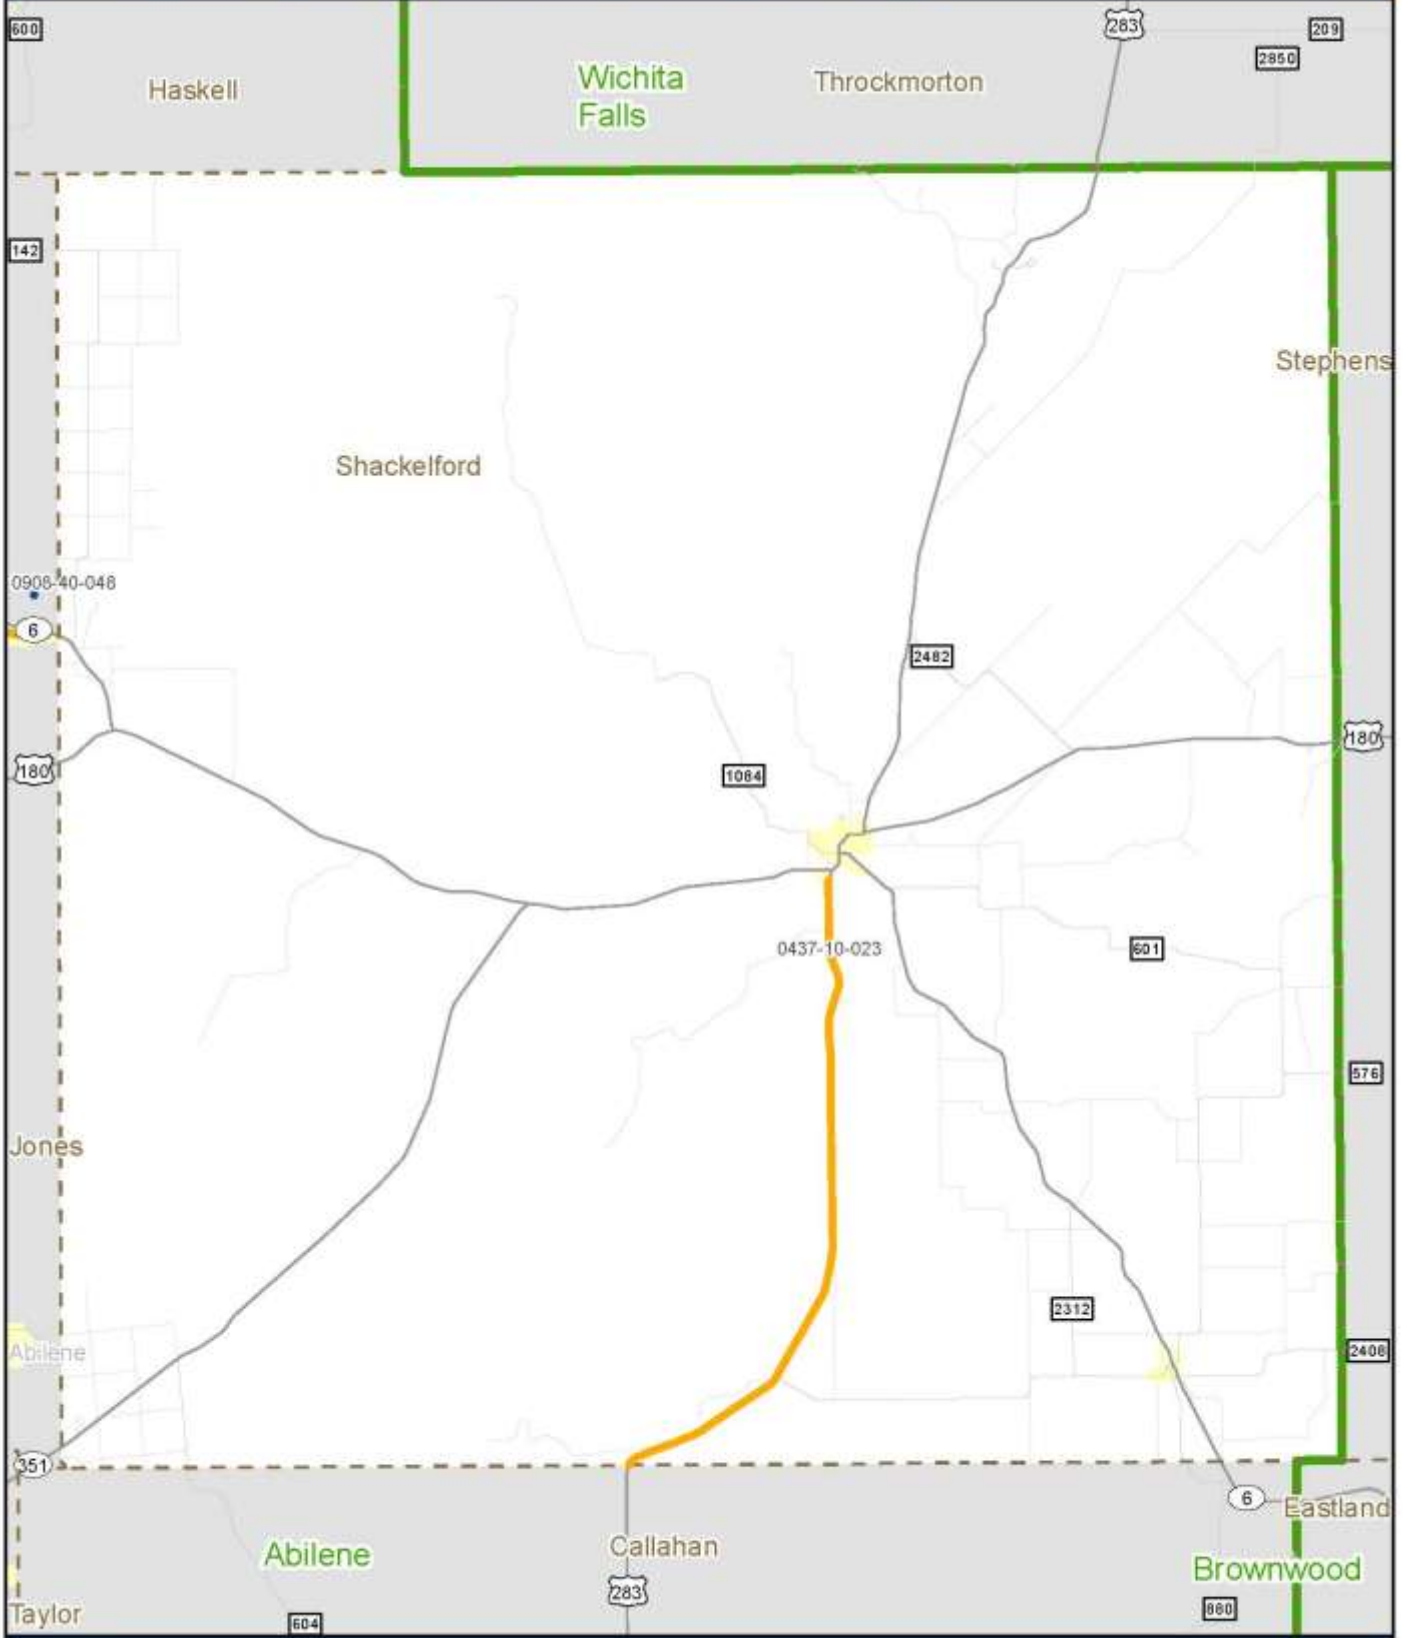 600
283
209
2850
Haskell
Wichita
Falls
Throckmorton
142
Stephens
Shackelford
0908-40-048
6
2482
180
180
1084
0437-10-023
601
576
Jones
2312
Abilene
2408
351
6
Eastland
Abilene
Callahan
Brownwood
283
880
Taylor
604